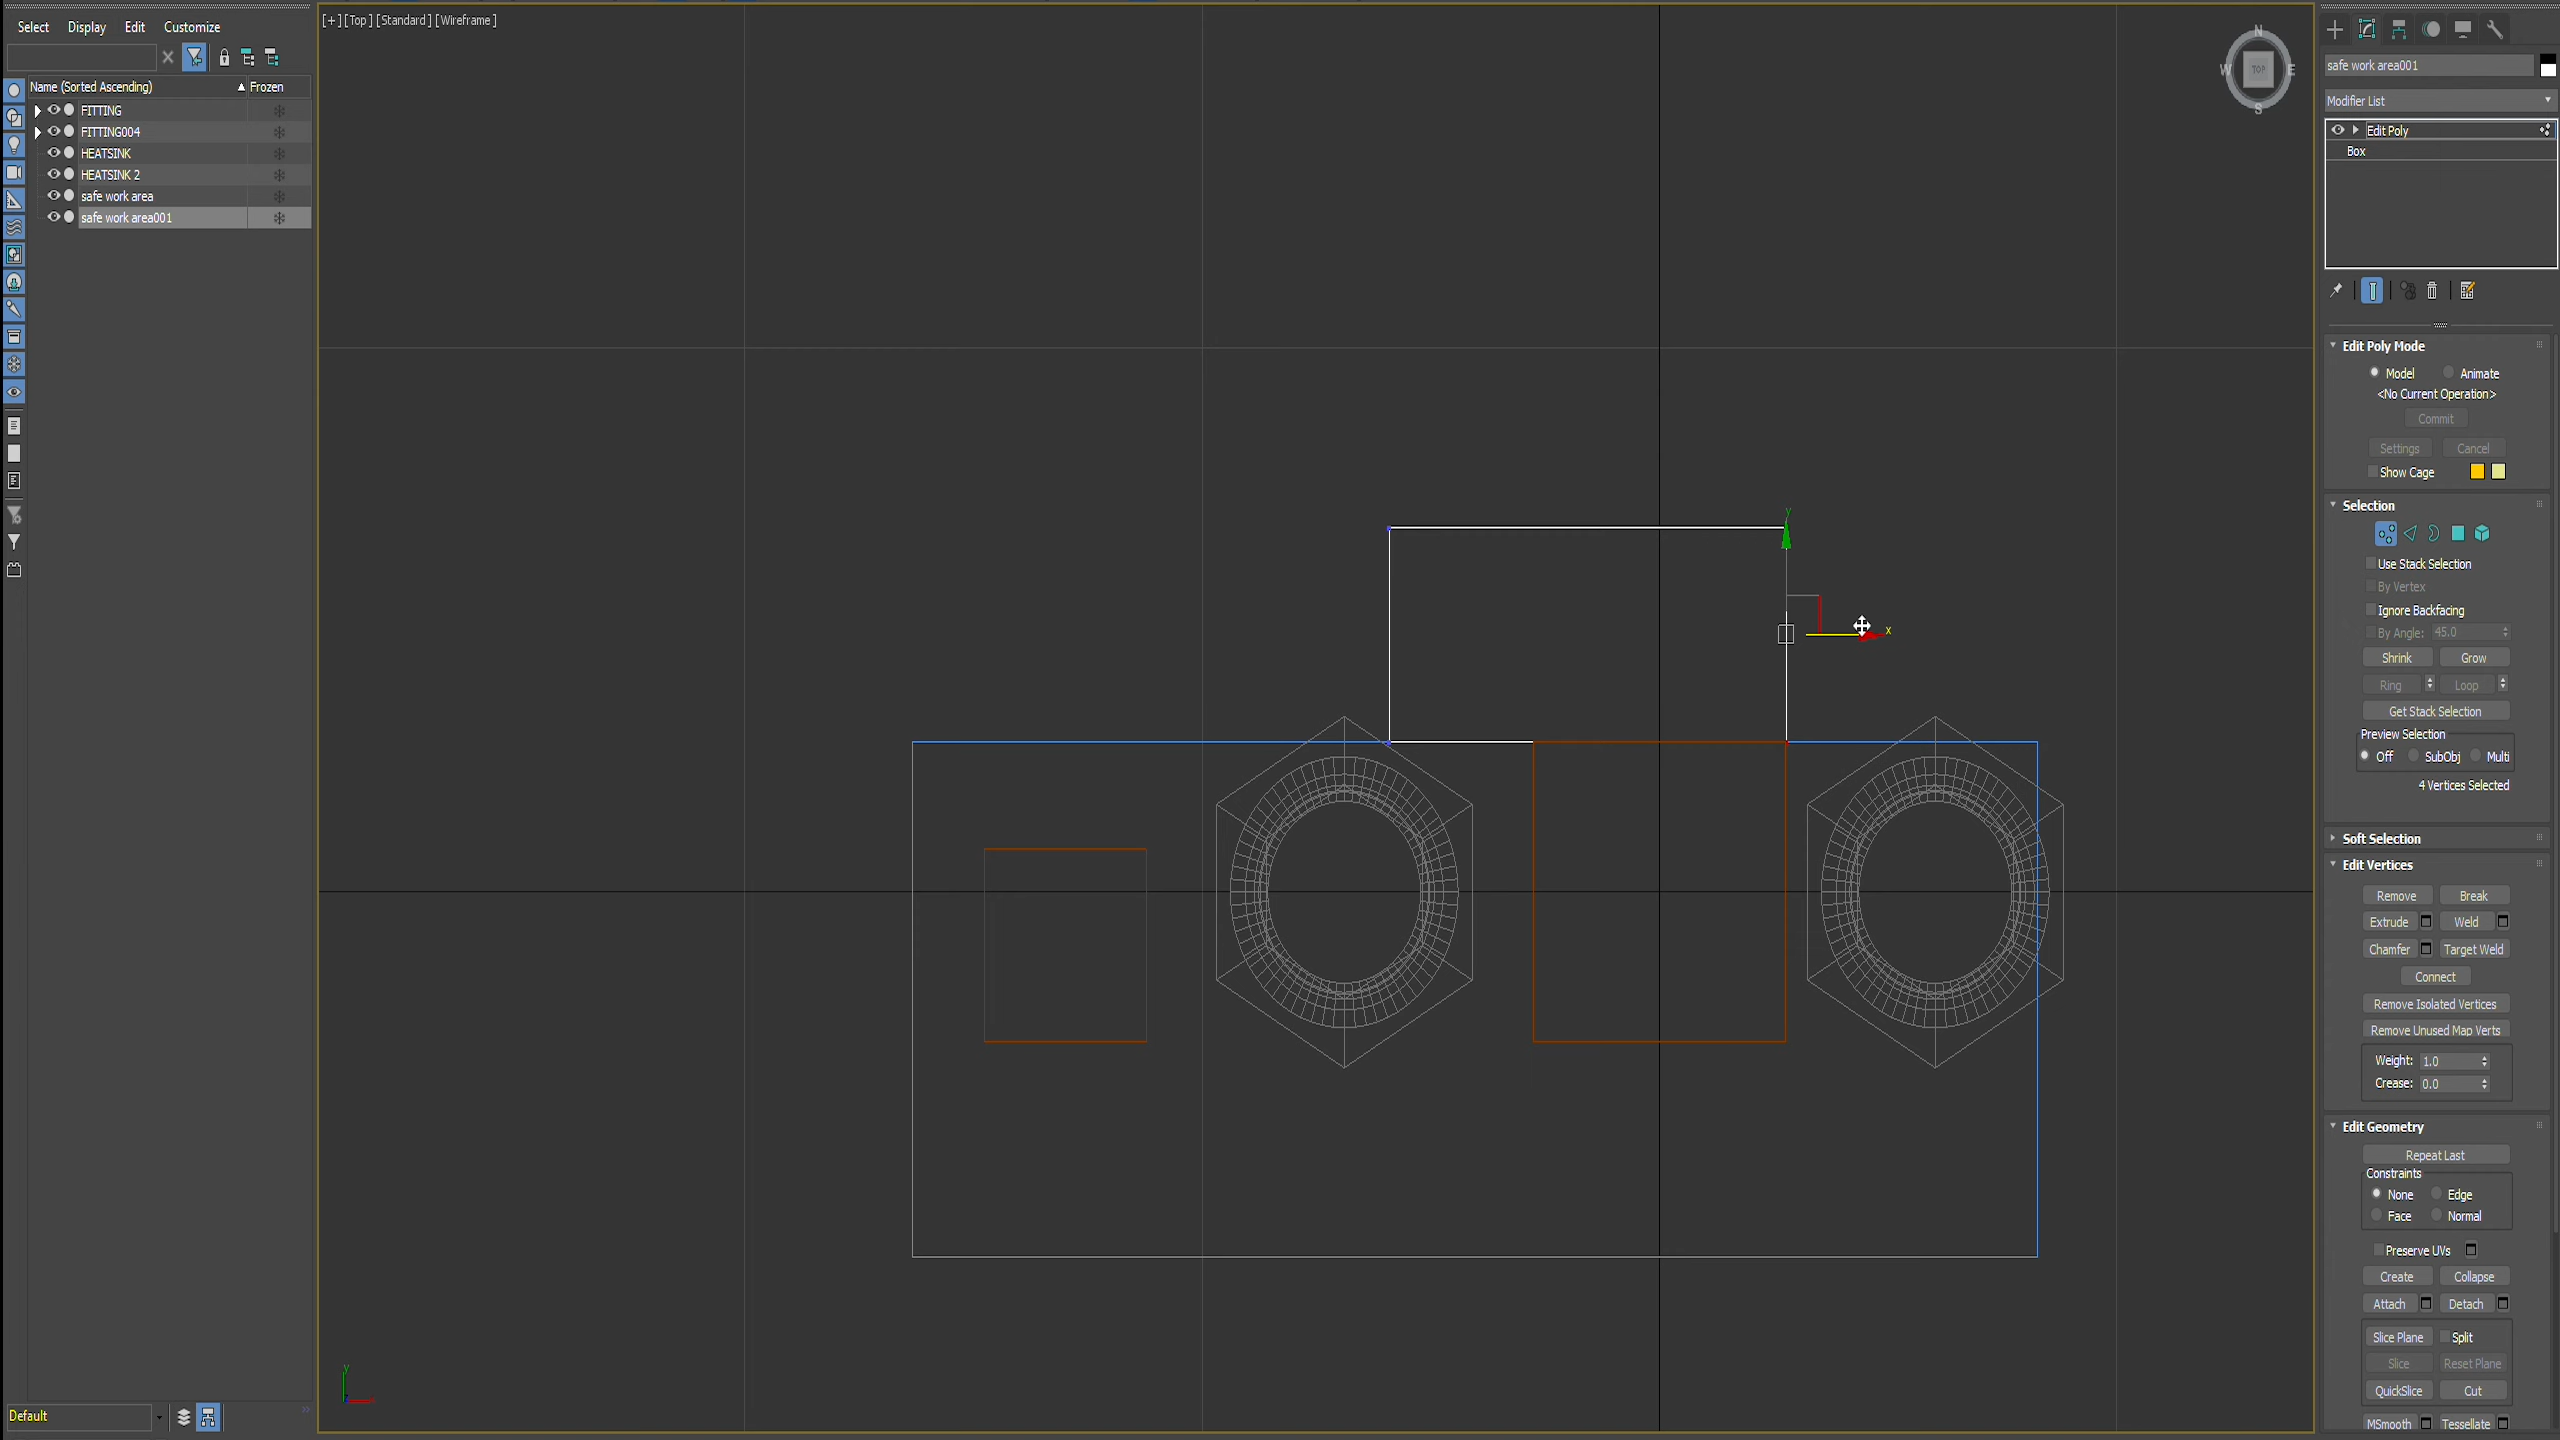 Select Display Edit Customize
Name (Sorted Ascending) Frozen
FITTING
FITTING004
HEATSINK
HEATSINK 2
safe work area
safe work area001
Default
[+] [Top] [Standard] [Wireframe]
N
W TOP E
S
y
x
y
safe work area001
Modifier List
Edit Poly
Box
Edit Poly Mode
Model Animate
<No Current Operation>
Commit
Settings Cancel
Show Cage
Selection
Use Stack Selection
By Vertex
Ignore Backfacing
By Angle: 45.0
Shrink Grow
Ring Loop
Get Stack Selection
Preview Selection
Off SubObj Multi
4 Vertices Selected
Soft Selection
Edit Vertices
Remove Break
Extrude Weld
Chamfer Target Weld
Connect
Remove Isolated Vertices
Remove Unused Map Verts
Weight: 1.0
Crease: 0.0
Edit Geometry
Repeat Last
Constraints
None Edge
Face Normal
Preserve UVs
Create Collapse
Attach Detach
Slice Plane Split
Slice Reset Plane
QuickSlice Cut
MSmooth Tessellate